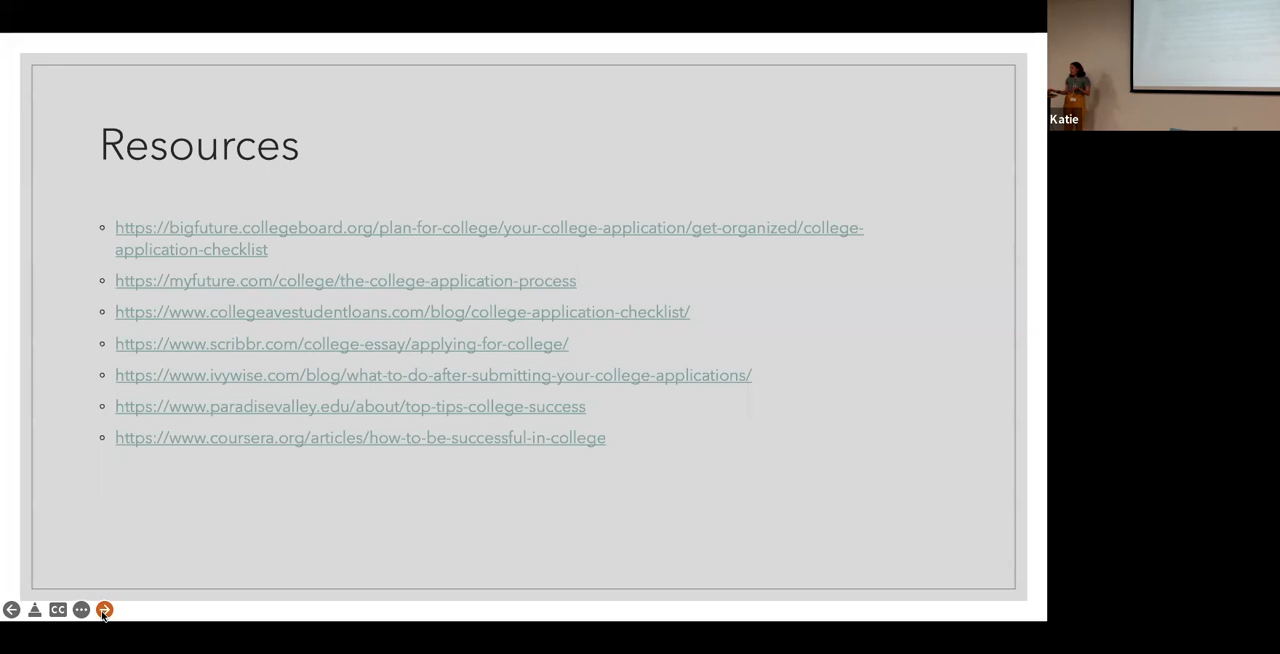 Resources
https://bigfuture.collegeboard.org/plan-for-college/your-college-application/get-organized/college-
application-checklist
https://myfuture.com/college/the-college-application-process
https://www.collegeavestudentloans.com/blog/college-application-checklist/
https://www.scribbr.com/college-essay/applying-for-college/
https://www.ivywise.com/blog/what-to-do-after-submitting-your-college-applications/
https://www.paradisevalley.edu/about/top-tips-college-success
https://www.coursera.org/articles/how-to-be-successful-in-college
Katie
CC